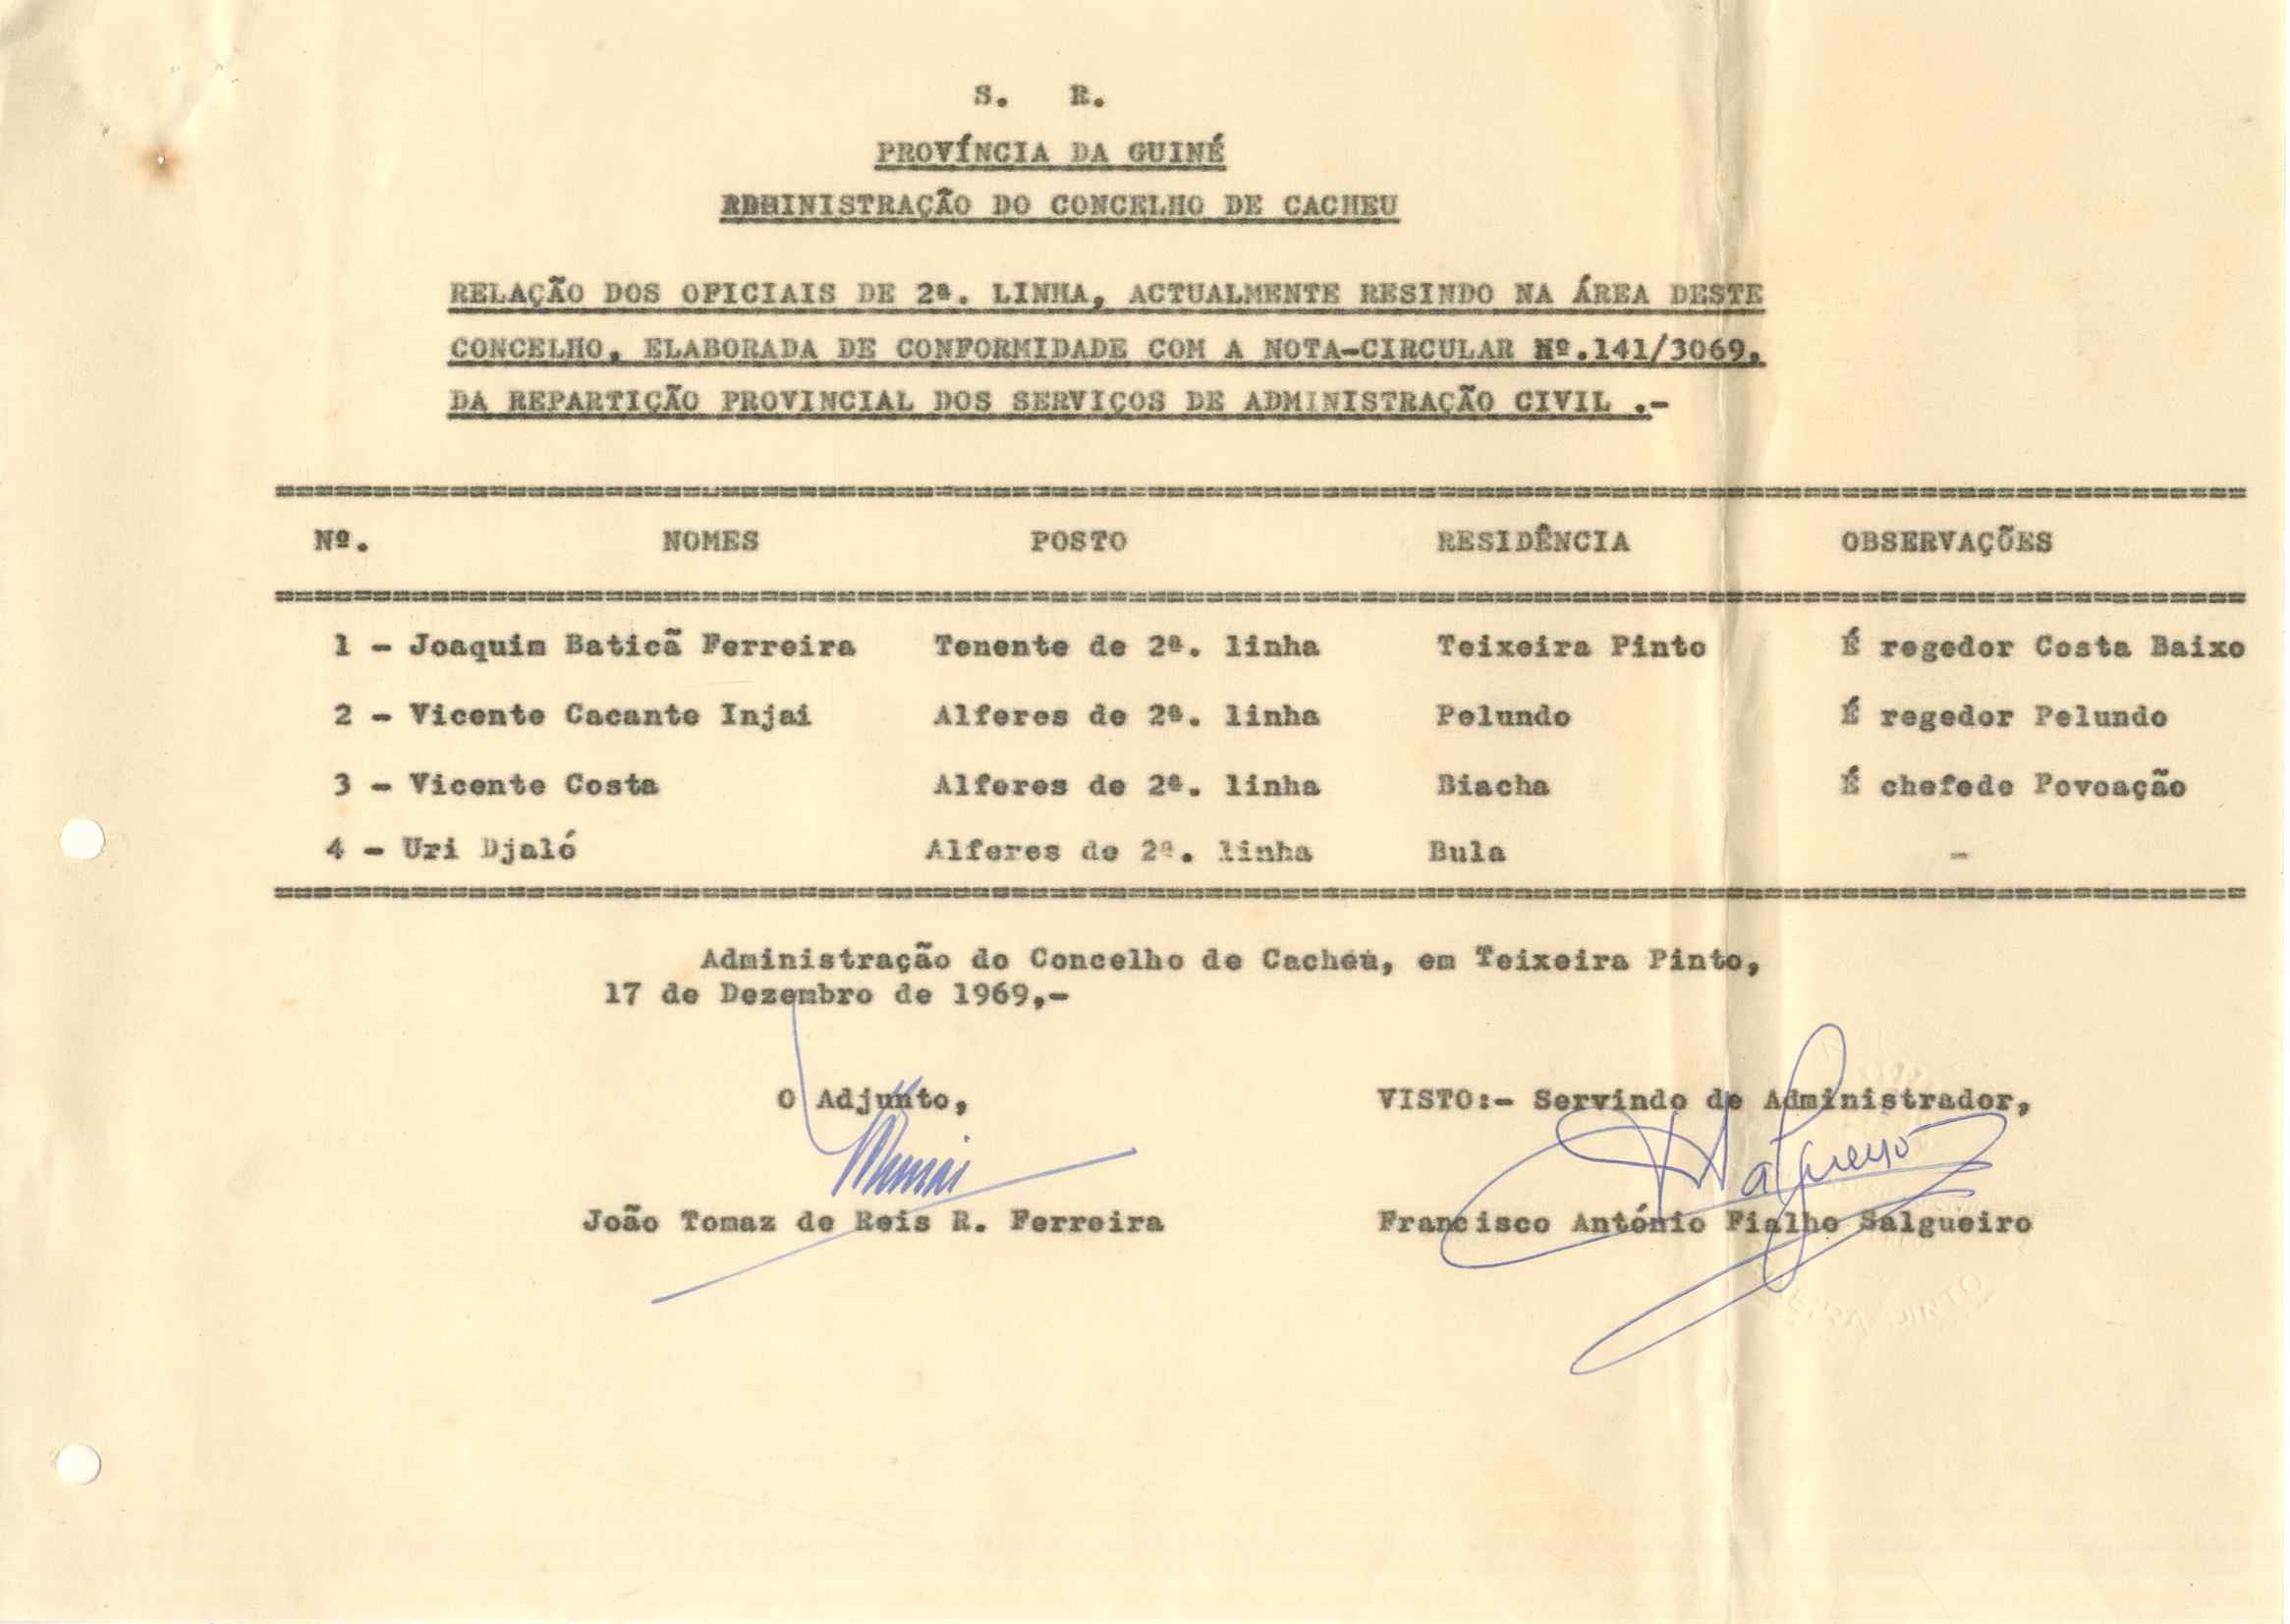 S. R.
PROVÍNCIA DA GUINÉ
ADMINISTRAÇÃO DO CONCELHO DE CACHEU
RELAÇÃO DOS OFICIAIS DE 2ª. LINHA, ACTUALMENTE RESINDO NA ÁREA DESTE
CONCELHO, ELABORADA DE CONFORMIDADE COM A NOTA-CIRCULAR Nº.141/3069,
DA REPARTIÇÃO PROVINCIAL DOS SERVIÇOS DE ADMINISTRAÇÃO CIVIL .-
Nº. NOMES POSTO RESIDÊNCIA OBSERVAÇÕES
1 - Joaquim Baticã Ferreira Tenente de 2ª. linha Teixeira Pinto É regedor Costa Baixo
2 - Vicente Cacante Injai Alferes de 2ª. linha Pelundo É regedor Pelundo
3 - Vicente Costa Alferes de 2ª. linha Biacha É chefede Povoação
4 - Uri Djaló Alferes de 2ª. linha Bula -
Administração do Concelho de Cacheu, em Teixeira Pinto,
17 de Dezembro de 1969,-
O Adjunto, VISTO:- Servindo de Administrador,
João Tomaz de Reis R. Ferreira Francisco António Fialho Salgueiro